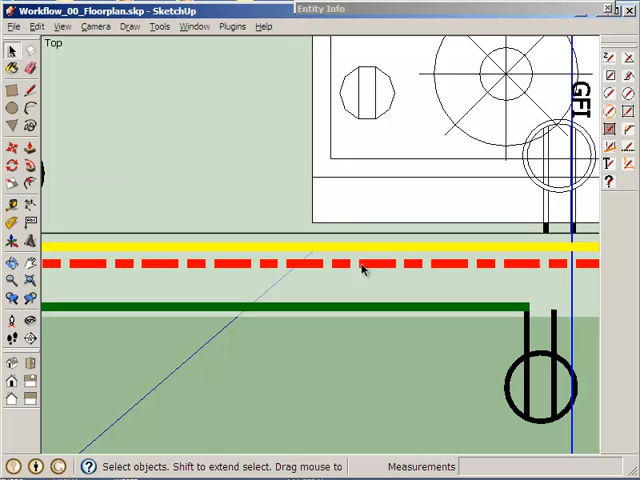 Workflow_00_Floorplan.skp - SketchUp
Entity Info
File Edit View Camera Draw Tools Window Plugins Help
Top
GFI
Select objects. Shift to extend select. Drag mouse to
Measurements